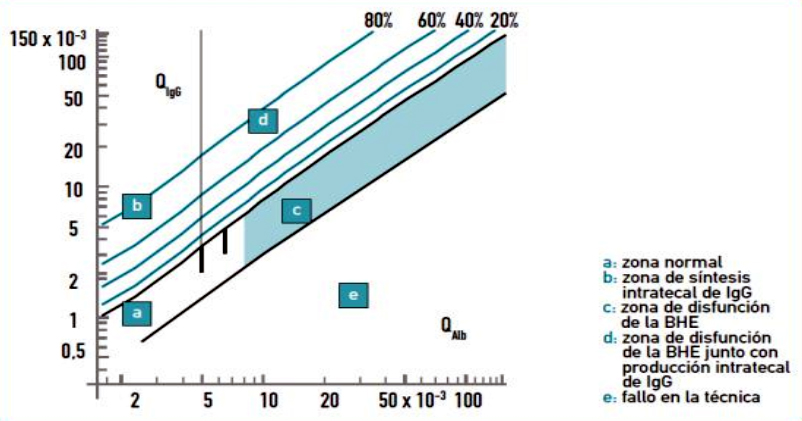 80% 60% 40% 20%
150 x 10⁻³
100
50
20
10
5
2
1
0.5
Q IgG
d
b
c
a
e
Q Alb
2 5 10 20 50 x 10⁻³ 100
a: zona normal
b: zona de síntesis
intratecal de IgG
c: zona de disfunción
de la BHE
d: zona de disfunción
de la BHE junto con
producción intratecal
de IgG
e: fallo en la técnica